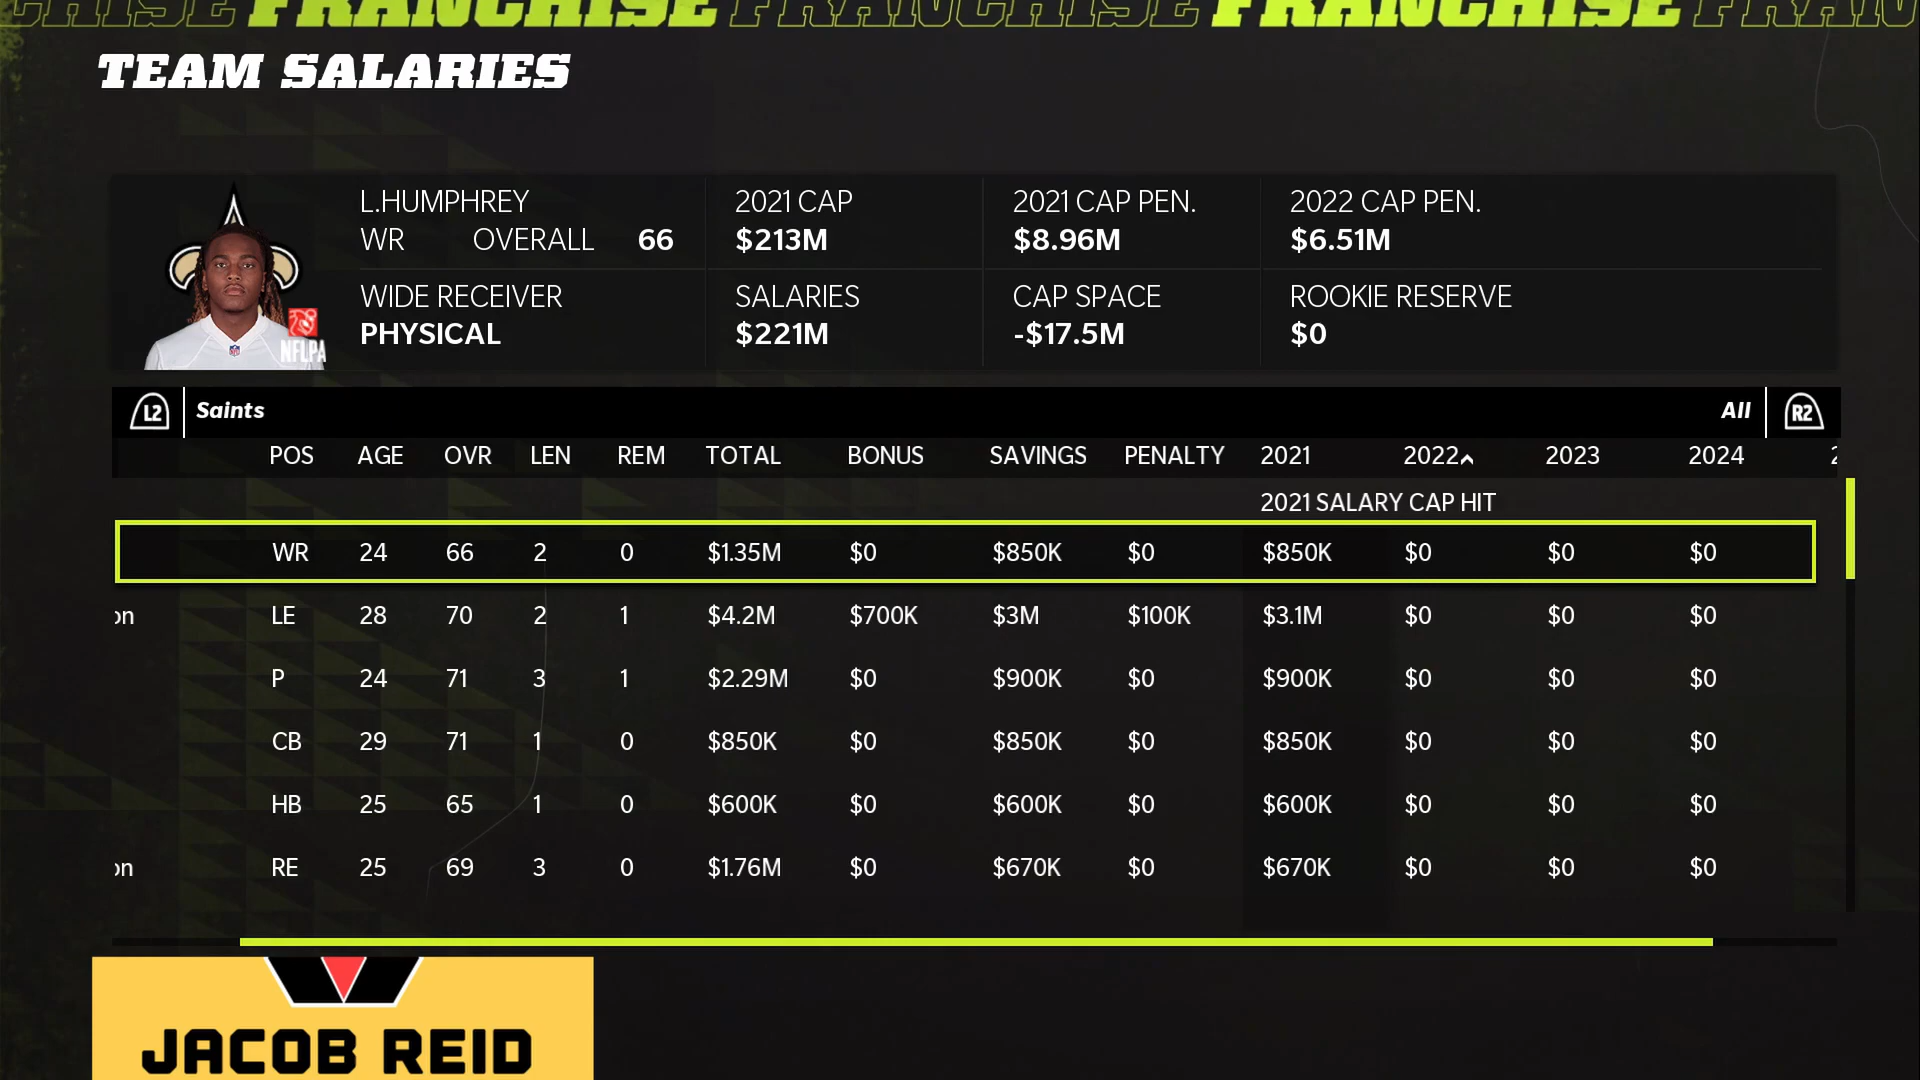 CHISE FRANCHISE FRANCHISE FRANCHISE FRAN
TEAM SALARIES
L.HUMPHREY
WR OVERALL 66
WIDE RECEIVER
PHYSICAL
2021 CAP
$213M
SALARIES
$221M
2021 CAP PEN.
$8.96M
CAP SPACE
-$17.5M
2022 CAP PEN.
$6.51M
ROOKIE RESERVE
$0
NFLPA
L2 Saints All R2
POS AGE OVR LEN REM TOTAL BONUS SAVINGS PENALTY 2021 2022 2023 2024
2021 SALARY CAP HIT
WR 24 66 2 0 $1.35M $0 $850K $0 $850K $0 $0 $0
on LE 28 70 2 1 $4.2M $700K $3M $100K $3.1M $0 $0 $0
P 24 71 3 1 $2.29M $0 $900K $0 $900K $0 $0 $0
CB 29 71 1 0 $850K $0 $850K $0 $850K $0 $0 $0
HB 25 65 1 0 $600K $0 $600K $0 $600K $0 $0 $0
on RE 25 69 3 0 $1.76M $0 $670K $0 $670K $0 $0 $0
JACOB REID